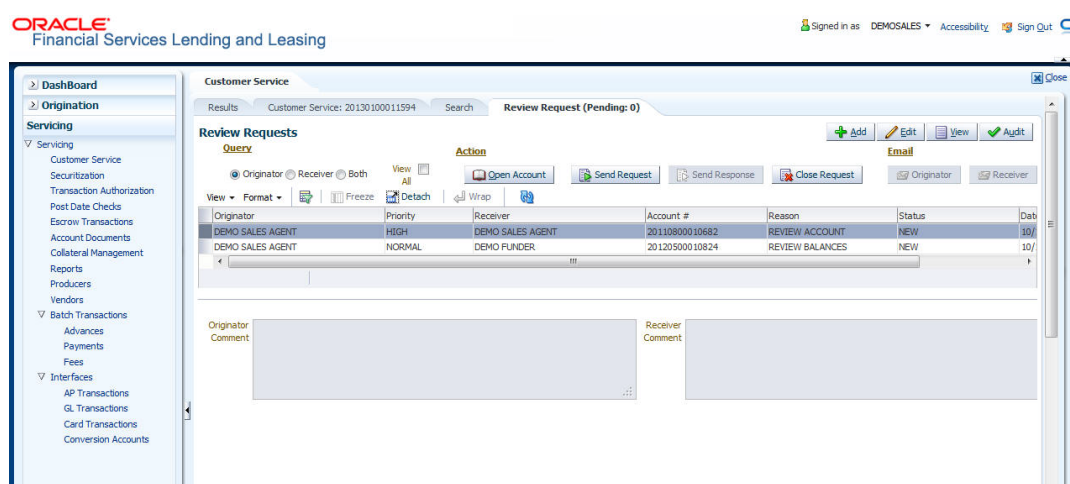 ORACLE
Financial Services Lending and Leasing
Signed in as DEMOSALES Accessibility Sign Out
Close
DashBoard
Origination
Servicing
Servicing
Customer Service
Securitization
Transaction Authorization
Post Date Checks
Escrow Transactions
Account Documents
Collateral Management
Reports
Producers
Vendors
Batch Transactions
Advances
Payments
Fees
Interfaces
AP Transactions
GL Transactions
Card Transactions
Conversion Accounts
Customer Service
Results Customer Service: 20130100011594 Search Review Request (Pending: 0)
Review Requests
Add Edit View Audit
Query Action Email
Originator Receiver Both View All
Open Account Send Request Send Response Close Request Originator Receiver
View Format Freeze Detach Wrap
Originator Priority Receiver Account # Reason Status Dat
DEMO SALES AGENT HIGH DEMO SALES AGENT 20110800010682 REVIEW ACCOUNT NEW 10/
DEMO SALES AGENT NORMAL DEMO FUNDER 20120500010824 REVIEW BALANCES NEW 10/
Originator Comment
Receiver Comment